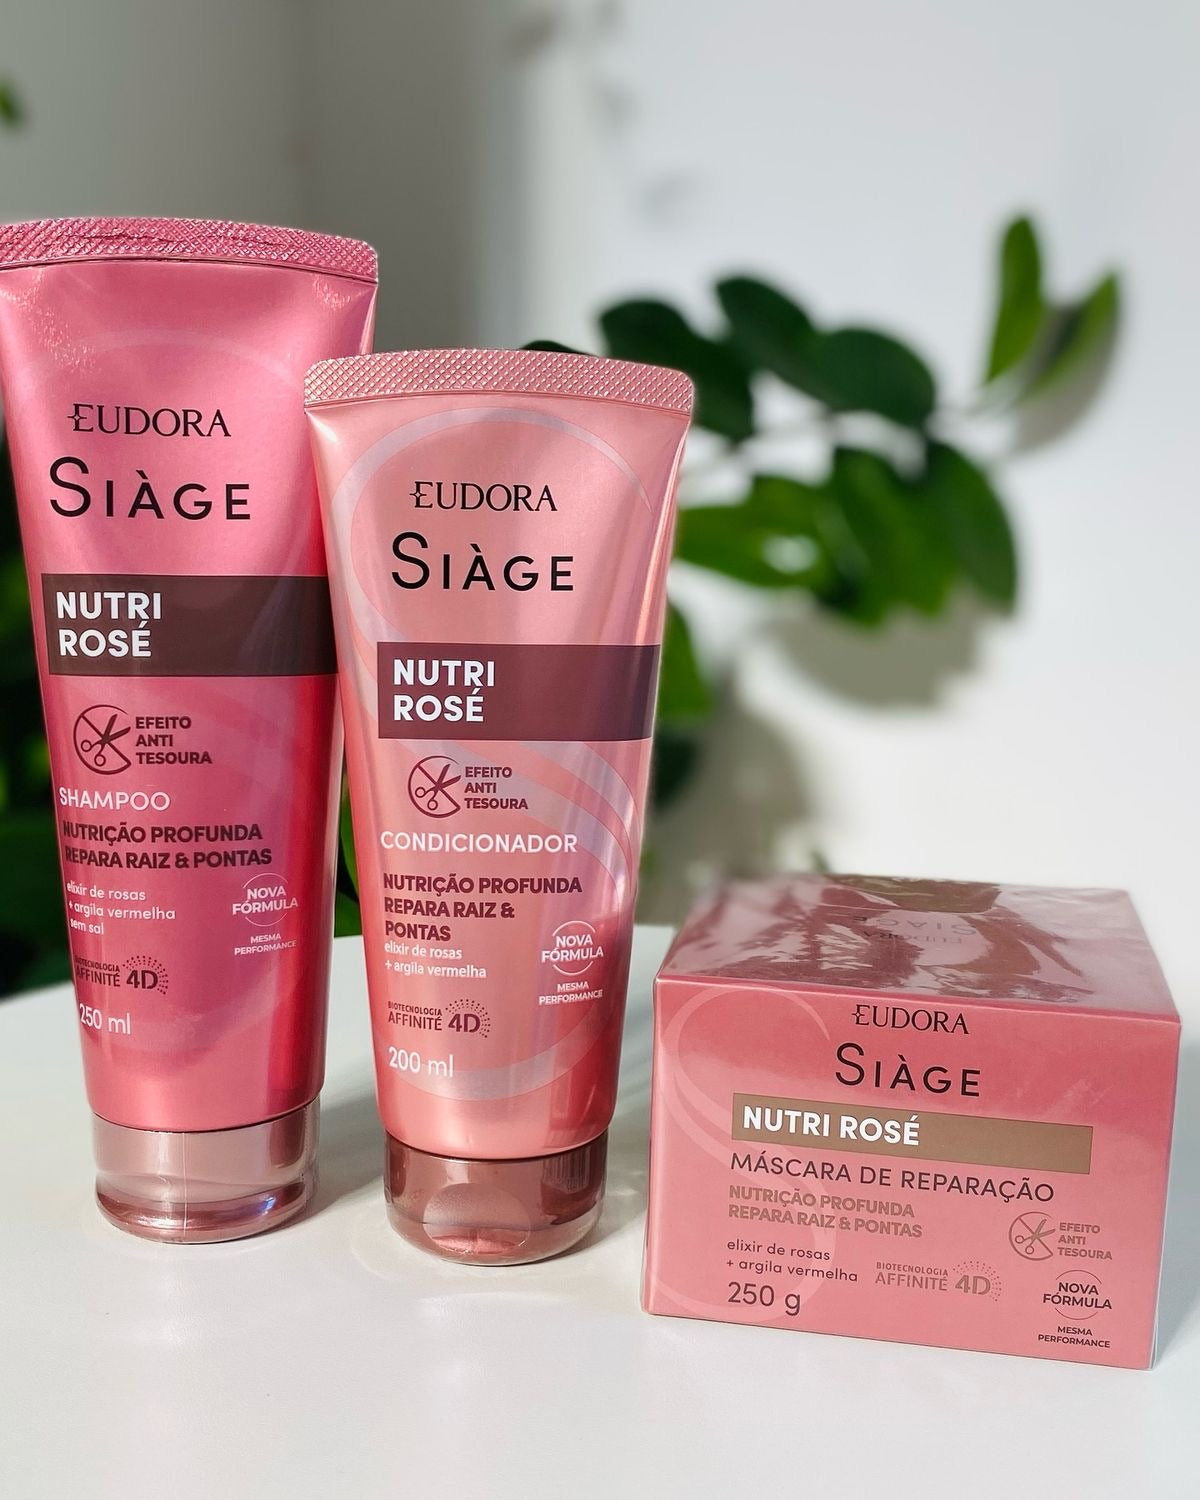 EUDORA
SIÀGE
NUTRI
ROSÉ
EFEITO
ANTI
TESOURA
SHAMPOO
NUTRIÇÃO PROFUNDA
REPARA RAIZ & PONTAS
elixir de rosas
+ argila vermelha
sem sal
NOVA
FÓRMULA
MESMA
PERFORMANCE
BIOTECNOLOGIA
AFFINITÉ 4D
250 ml
EUDORA
SIÀGE
NUTRI
ROSÉ
EFEITO
ANTI
TESOURA
CONDICIONADOR
NUTRIÇÃO PROFUNDA
REPARA RAIZ &
PONTAS
elixir de rosas
+ argila vermelha
NOVA
FÓRMULA
MESMA
PERFORMANCE
BIOTECNOLOGIA
AFFINITÉ 4D
200 ml
EUDORA
SIÀGE
EUDORA
SIÀGE
NUTRI ROSÉ
MÁSCARA DE REPARAÇÃO
NUTRIÇÃO PROFUNDA
REPARA RAIZ & PONTAS
EFEITO
ANTI
TESOURA
elixir de rosas
+ argila vermelha
BIOTECNOLOGIA
AFFINITÉ 4D
250 g
NOVA
FÓRMULA
MESMA
PERFORMANCE